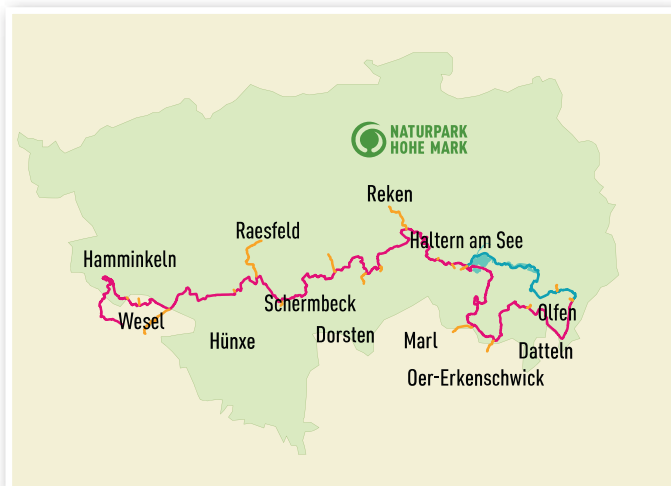 NATURPARK
HOHE MARK
Reken
Raesfeld
Haltern am See
Hamminkeln
Schermbeck
Olfen
Wesel
Dorsten
Hünxe
Marl
Datteln
Oer-Erkenschwick